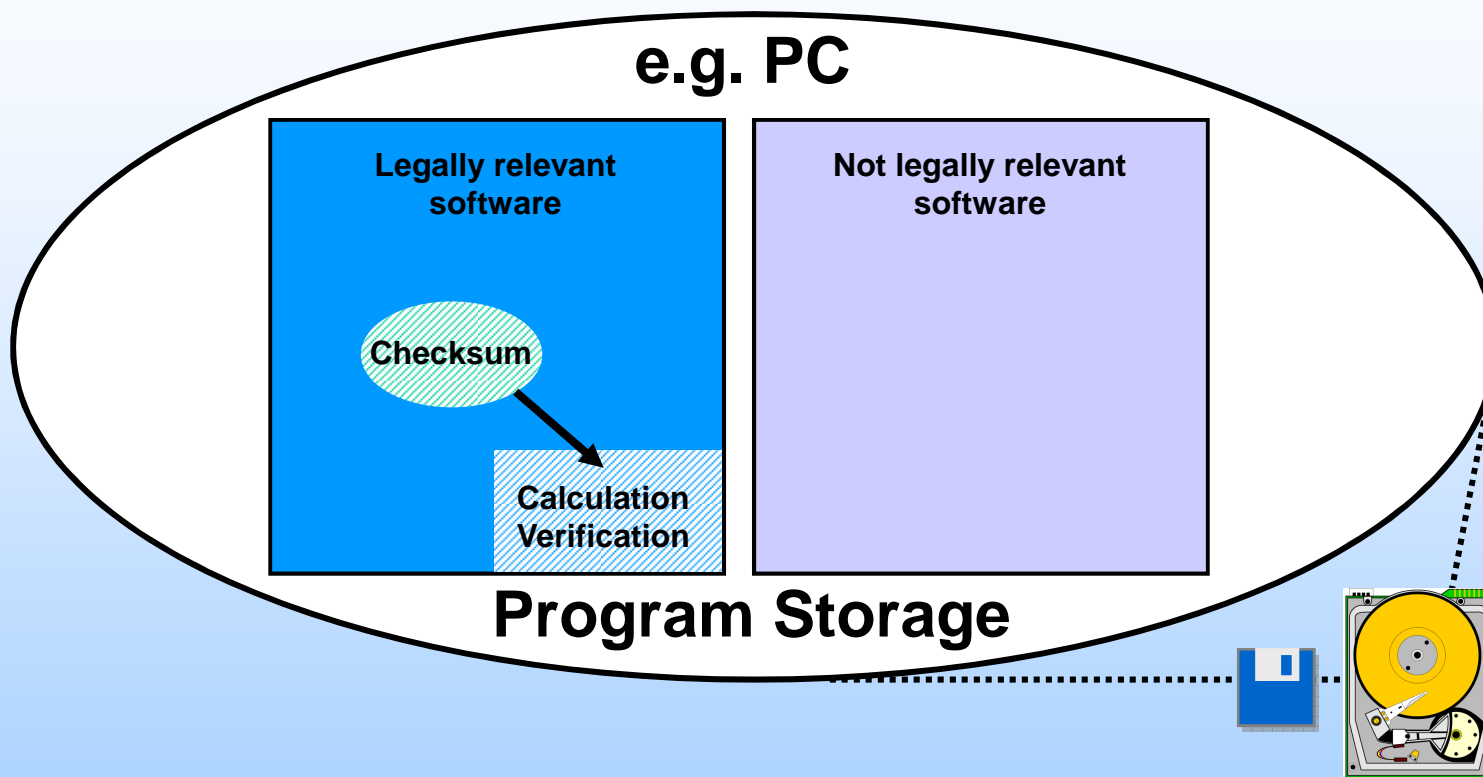 e.g. PC
Legally relevant
software
Not legally relevant
software
Checksum
Calculation
Verification
Program Storage